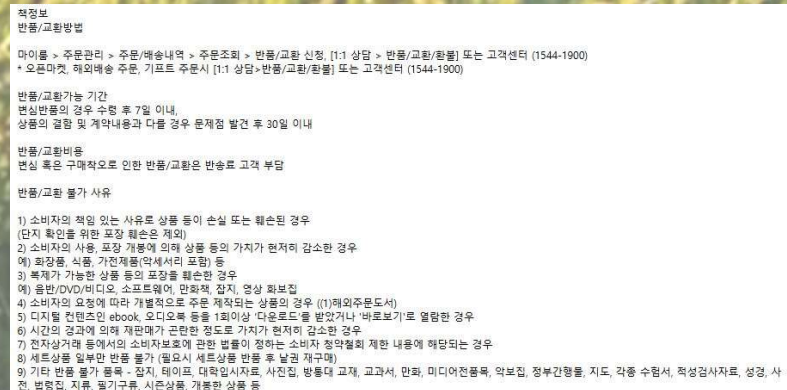 책정보
반품/교환방법
마이룸 > 주문관리 > 주문/배송내역 > 주문조회 > 반품/교환 신청, [1:1 상담 > 반품/교환/환불] 또는 고객센터 (1544-1900)
* 오픈마켓, 해외배송 주문, 기프트 주문시 [1:1 상담>반품/교환/환불] 또는 고객센터 (1544-1900)
반품/교환가능 기간
변심반품의 경우 수령 후 7일 이내,
상품의 결함 및 계약내용과 다를 경우 문제점 발견 후 30일 이내
반품/교환비용
변심 혹은 구매착오로 인한 반품/교환은 반송료 고객 부담
반품/교환 불가 사유
1) 소비자의 책임 있는 사유로 상품 등이 손실 또는 훼손된 경우
(단지 확인을 위한 포장 훼손은 제외)
2) 소비자의 사용, 포장 개봉에 의해 상품 등의 가치가 현저히 감소한 경우
예) 화장품, 식품, 가전제품(악세서리 포함) 등
3) 복제가 가능한 상품 등의 포장을 훼손한 경우
예) 음반/DVD/비디오, 소프트웨어, 만화책, 잡지, 영상 화보집
4) 소비자의 요청에 따라 개별적으로 주문 제작되는 상품의 경우 ((1)해외주문도서)
5) 디지털 컨텐츠인 ebook, 오디오북 등을 1회이상 '다운로드'를 받았거나 '바로보기'로 열람한 경우
6) 시간의 경과에 의해 재판매가 곤란한 정도로 가치가 현저히 감소한 경우
7) 전자상거래 등에서의 소비자보호에 관한 법률이 정하는 소비자 청약철회 제한 내용에 해당되는 경우
8) 세트상품 일부만 반품 불가 (필요시 세트상품 반품 후 낱권 재구매)
9) 기타 반품 불가 품목 - 잡지, 테이프, 대학입시자료, 사진집, 방통대 교재, 교과서, 만화, 미디어전품목, 악보집, 정부간행물, 지도, 각종 수험서, 적성검사자료, 성경, 사
전, 법령집, 지류, 필기구류, 시즌상품, 개봉한 상품 등